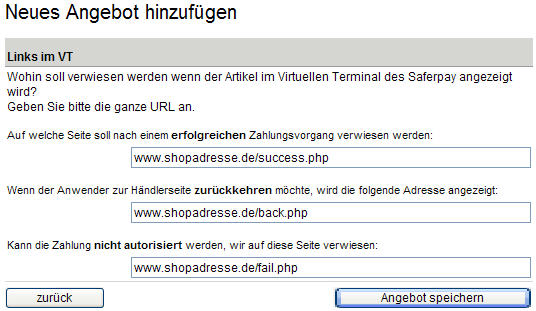 Neues Angebot hinzufügen
Links im VT
Wohin soll verwiesen werden wenn der Artikel im Virtuellen Terminal des Saferpay angezeigt
wird?
Geben Sie bitte die ganze URL an.
Auf welche Seite soll nach einem erfolgreichen Zahlungsvorgang verwiesen werden:
www.shopadresse.de/success.php
Wenn der Anwender zur Händlerseite zurückkehren möchte, wird die folgende Adresse angezeigt:
www.shopadresse.de/back.php
Kann die Zahlung nicht autorisiert werden, wir auf diese Seite verwiesen:
www.shopadresse.de/fail.php
zurück Angebot speichern